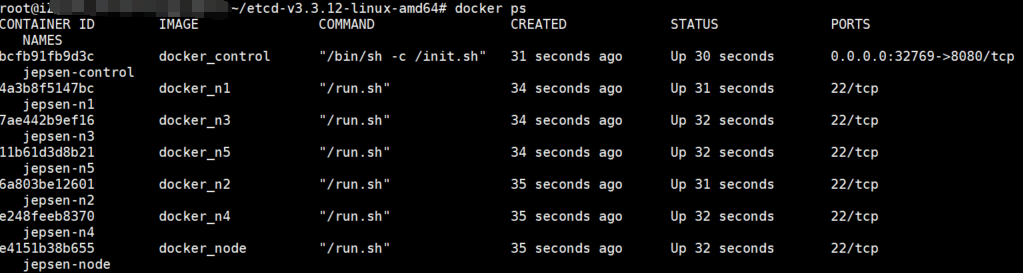 root@i ~/etcd-v3.3.12-linux-amd64# docker ps
CONTAINER ID IMAGE COMMAND CREATED STATUS PORTS
NAMES
bcfb91fb9d3c docker_control "/bin/sh -c /init.sh" 31 seconds ago Up 30 seconds 0.0.0.0:32769->8080/tcp
jepsen-control
4a3b8f5147bc docker_n1 "/run.sh" 34 seconds ago Up 31 seconds 22/tcp
jepsen-n1
7ae442b9ef16 docker_n3 "/run.sh" 34 seconds ago Up 32 seconds 22/tcp
jepsen-n3
11b61d3d8b21 docker_n5 "/run.sh" 34 seconds ago Up 32 seconds 22/tcp
jepsen-n5
6a803be12601 docker_n2 "/run.sh" 35 seconds ago Up 31 seconds 22/tcp
jepsen-n2
e248feeb8370 docker_n4 "/run.sh" 35 seconds ago Up 32 seconds 22/tcp
jepsen-n4
e4151b38b655 docker_node "/run.sh" 35 seconds ago Up 32 seconds 22/tcp
jepsen-node